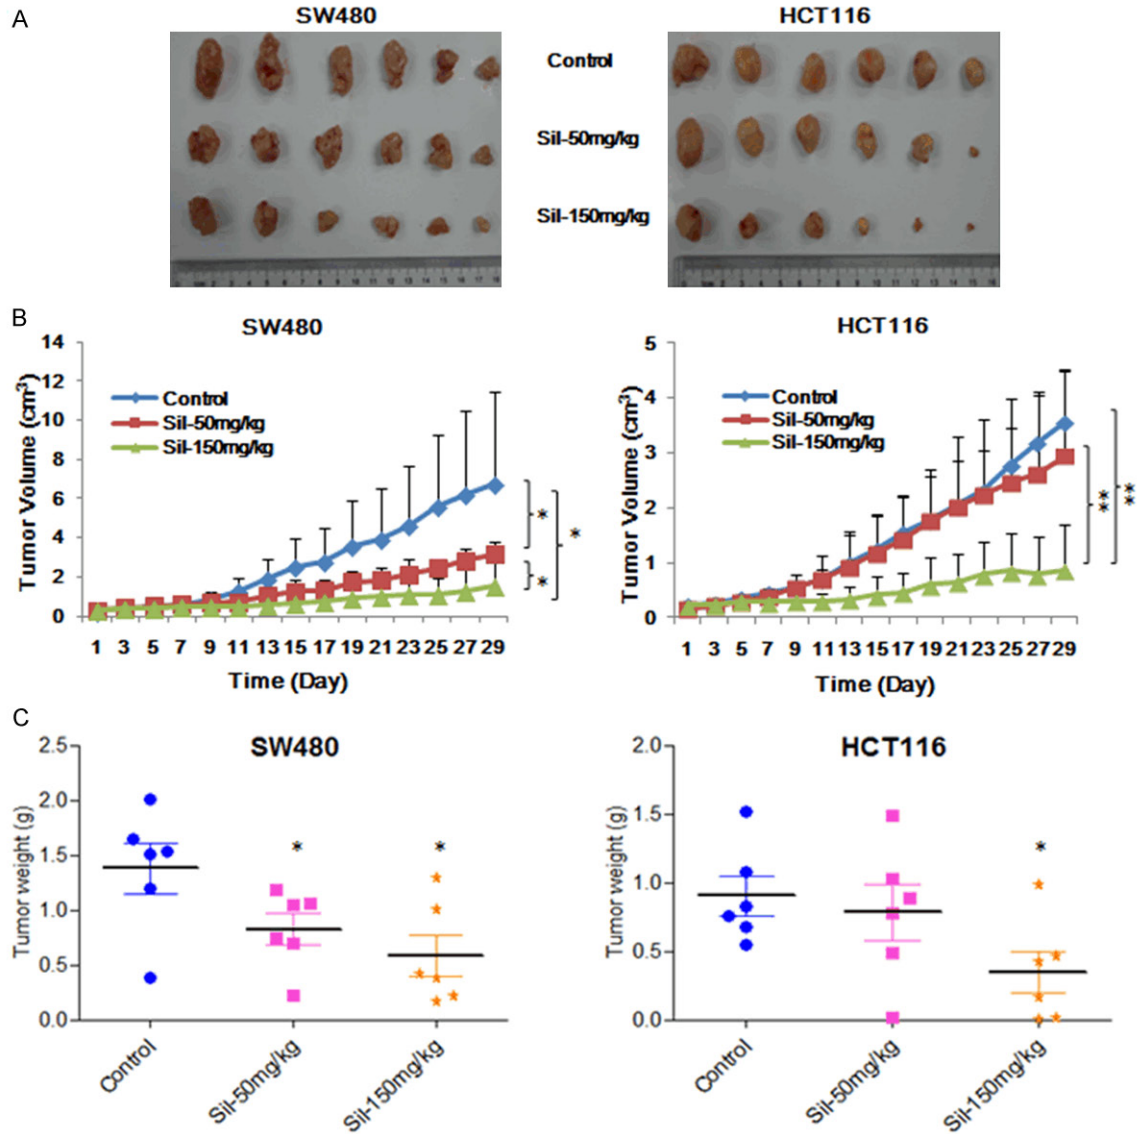 A
SW480
HCT116
Control
Sil-50mg/kg
Sil-150mg/kg
B
SW480
HCT116
14
12
10
8
6
4
2
0
Tumor Volume (cm³)
Control
Sil-50mg/kg
Sil-150mg/kg
*
*
*
1 3 5 7 9 11 13 15 17 19 21 23 25 27 29
Time (Day)
5
4
3
2
1
0
Tumor Volume (cm³)
Control
Sil-50mg/kg
Sil-150mg/kg
**
**
1 3 5 7 9 11 13 15 17 19 21 23 25 27 29
Time (Day)
C
SW480
HCT116
2.5
2.0
1.5
1.0
0.5
0.0
Tumor weight (g)
*
*
Control
Sil-50mg/kg
Sil-150mg/kg
2.0
1.5
1.0
0.5
0.0
Tumor weight (g)
*
Control
Sil-50mg/kg
Sil-150mg/kg